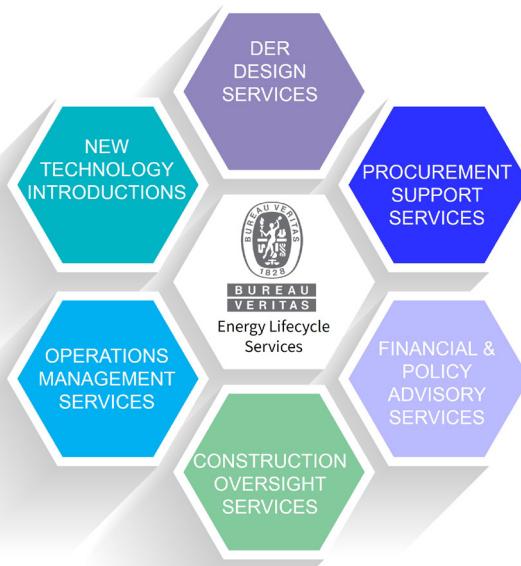 DER
DESIGN
SERVICES
NEW
TECHNOLOGY
INTRODUCTIONS
PROCUREMENT
SUPPORT
SERVICES
BUREAU VERITAS
1828
BUREAU
VERITAS
Energy Lifecycle
Services
OPERATIONS
MANAGEMENT
SERVICES
FINANCIAL &
POLICY
ADVISORY
SERVICES
CONSTRUCTION
OVERSIGHT
SERVICES